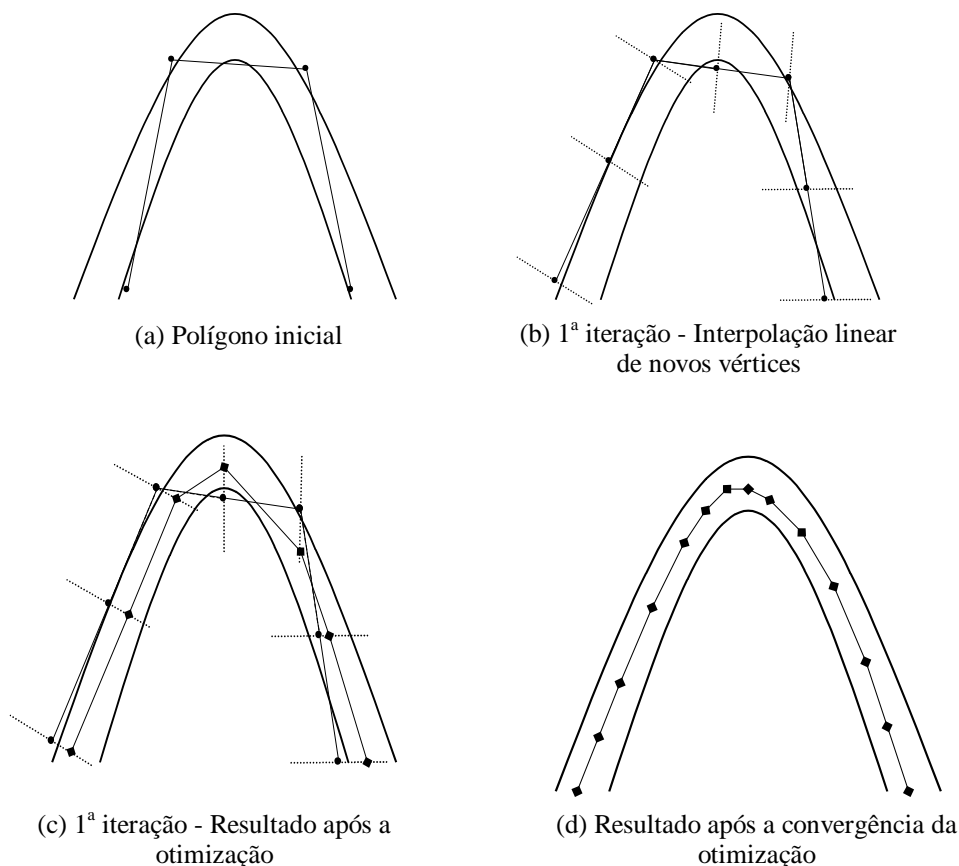 (a) Polígono inicial
(b) 1ª iteração - Interpolação linear
de novos vértices
(c) 1ª iteração - Resultado após a
otimização
(d) Resultado após a convergência da
otimização